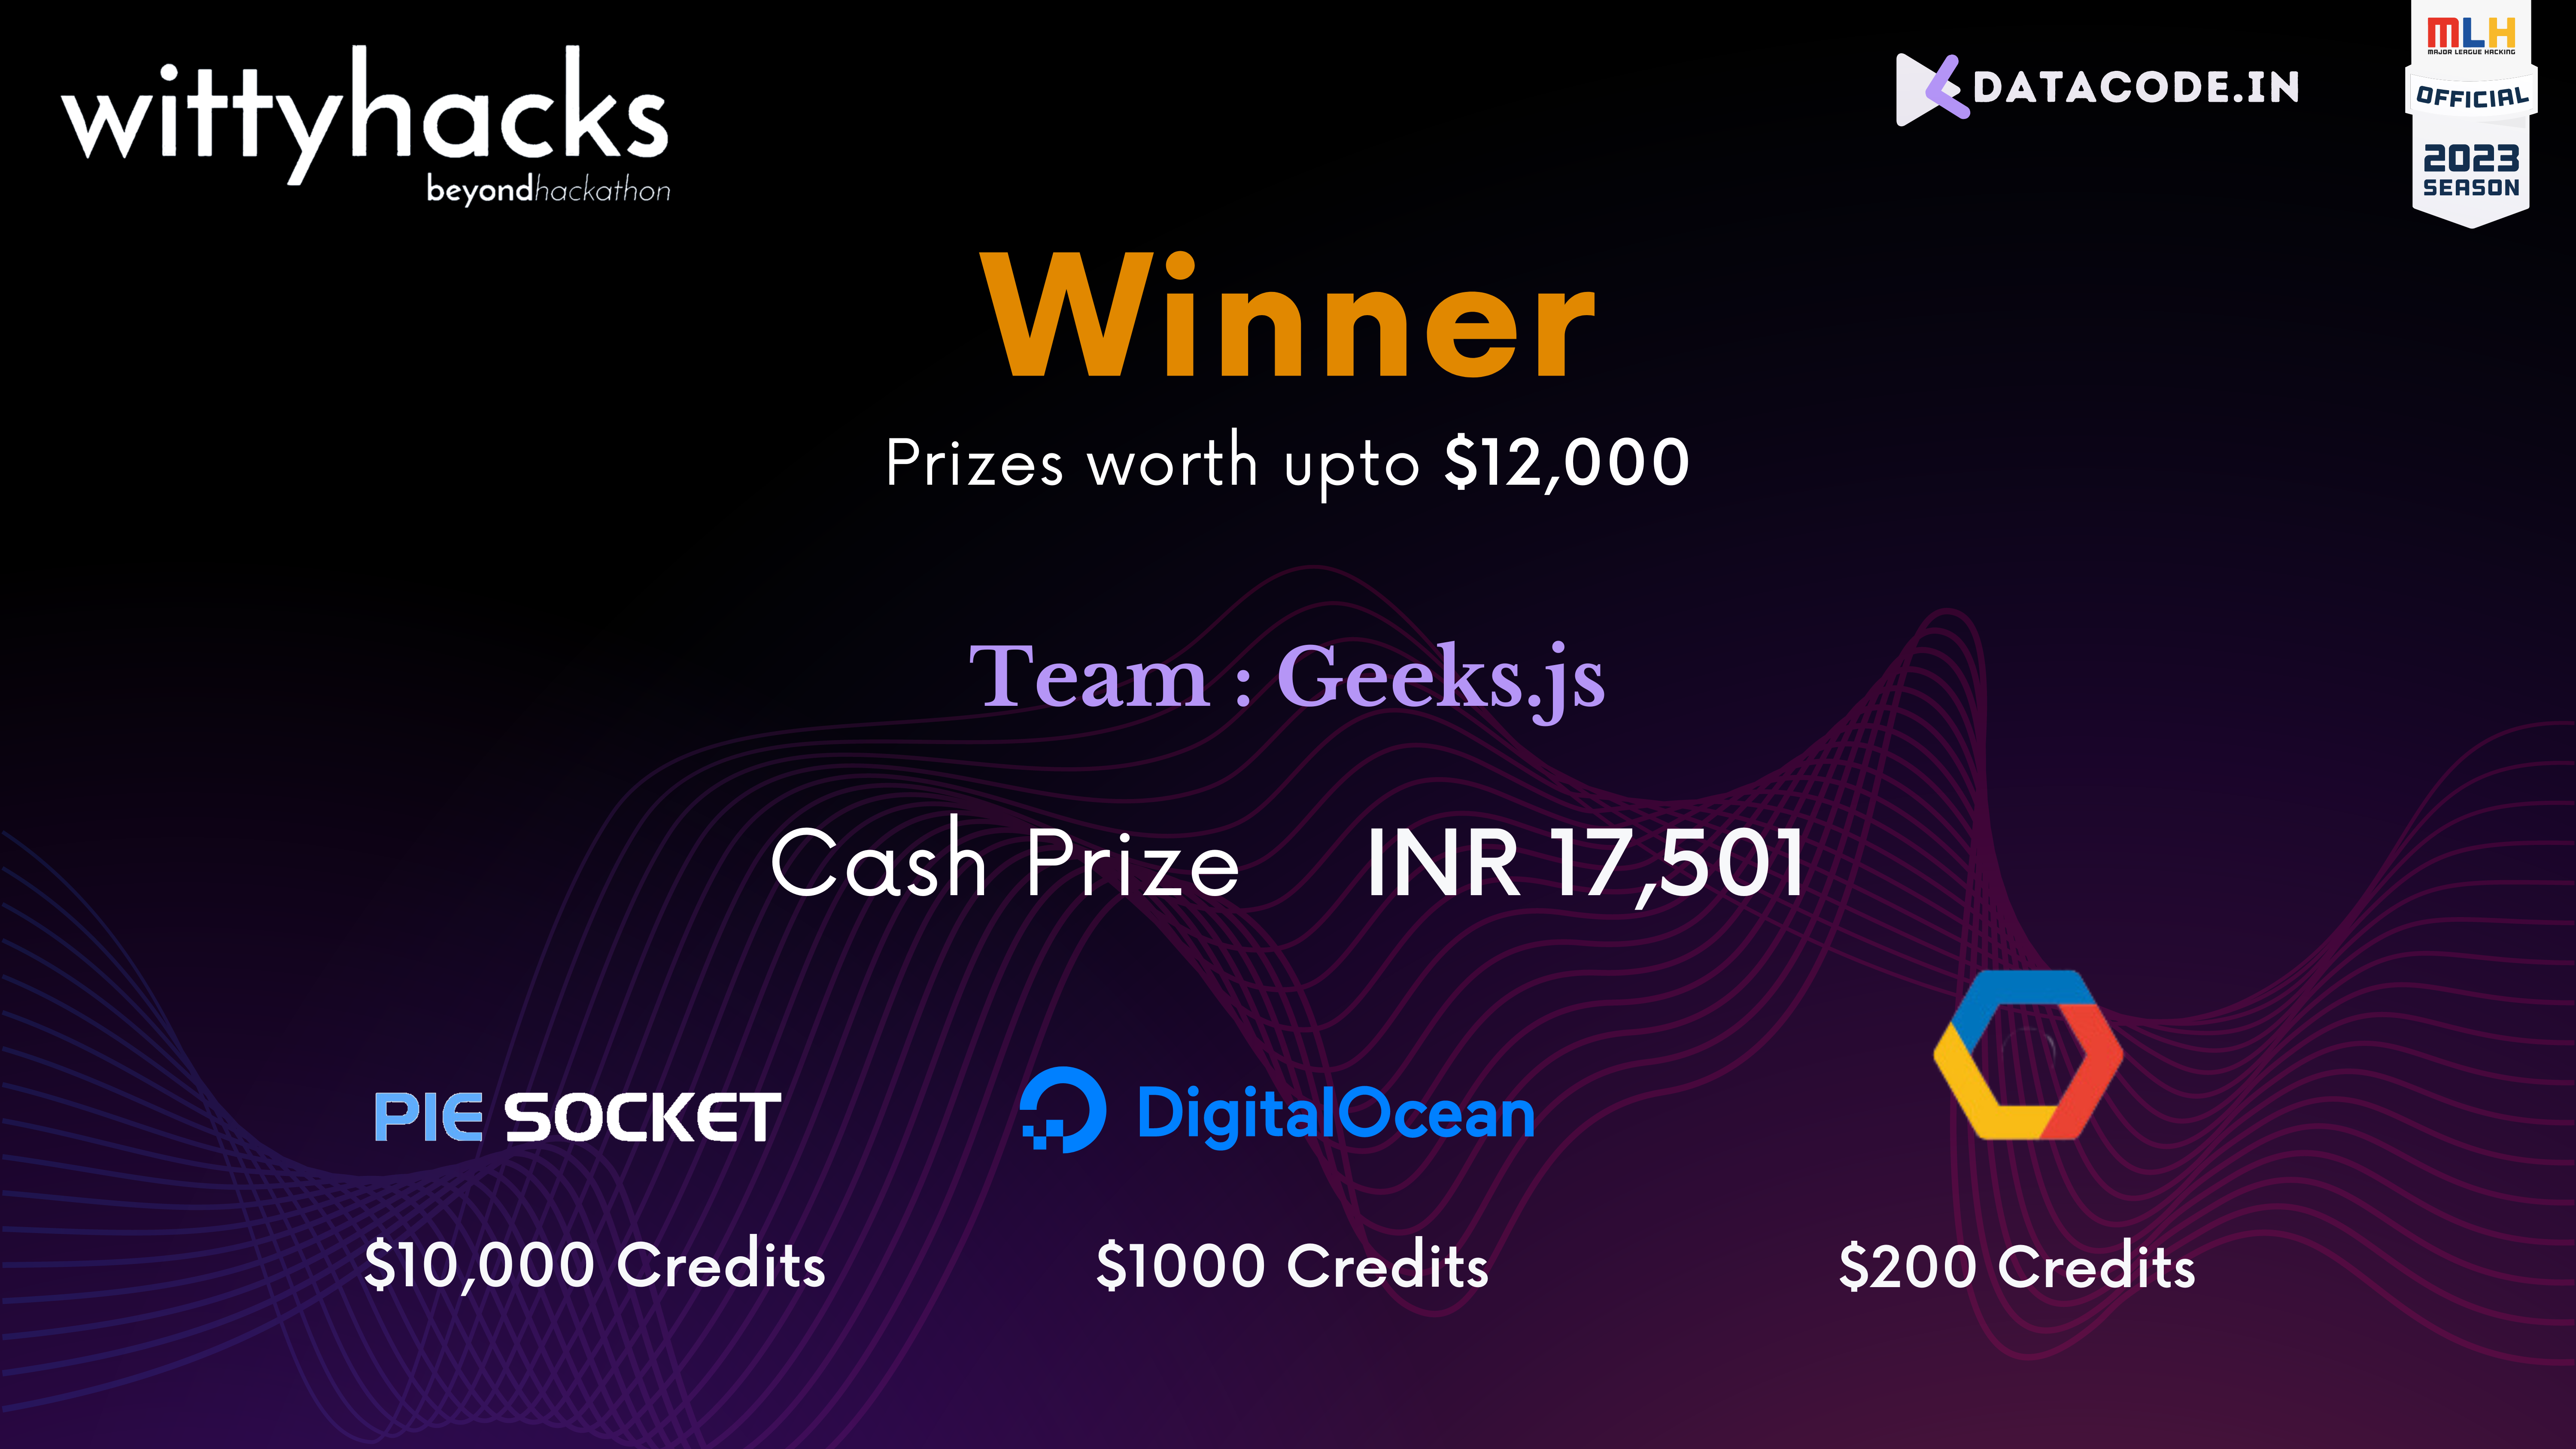 wittyhacks
beyondhackathon
DATACODE.IN
MLH
MAJOR LEAGUE HACKING
OFFICIAL
2023
SEASON
Winner
Prizes worth upto $12,000
Team : Geeks.js
Cash Prize INR 17,501
PIE SOCKET
DigitalOcean
$10,000 Credits
$1000 Credits
$200 Credits